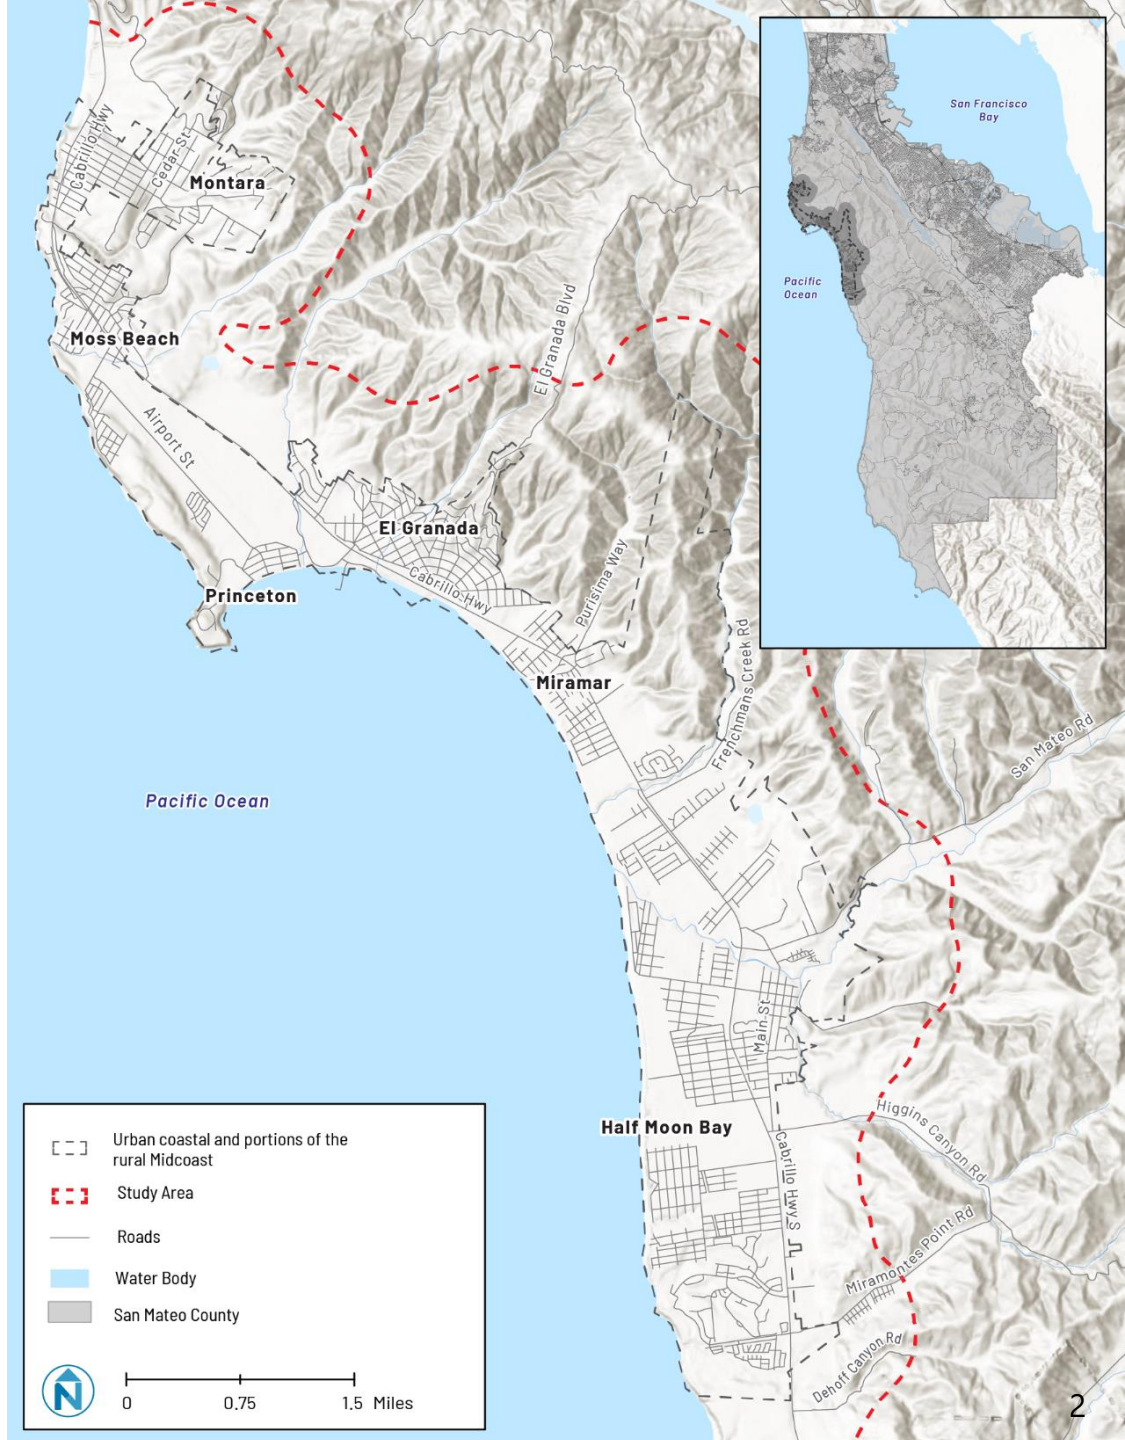 San Francisco
Bay
Pacific
Ocean
Cabrillo Hwy
Cedar St
Montara
Moss Beach
El Granada Blvd
Airport St
El Granada
Cabrillo Hwy
Princeton
Purisima Way
Miramar
Frenchmans Creek Rd
San Mateo Rd
Pacific Ocean
Main St
Half Moon Bay
Higgins Canyon Rd
Cabrillo Hwy S
Miramontes Point Rd
Dehoff Canyon Rd
Urban coastal and portions of the
rural Midcoast
Study Area
Roads
Water Body
San Mateo County
N
0 0.75 1.5 Miles
2